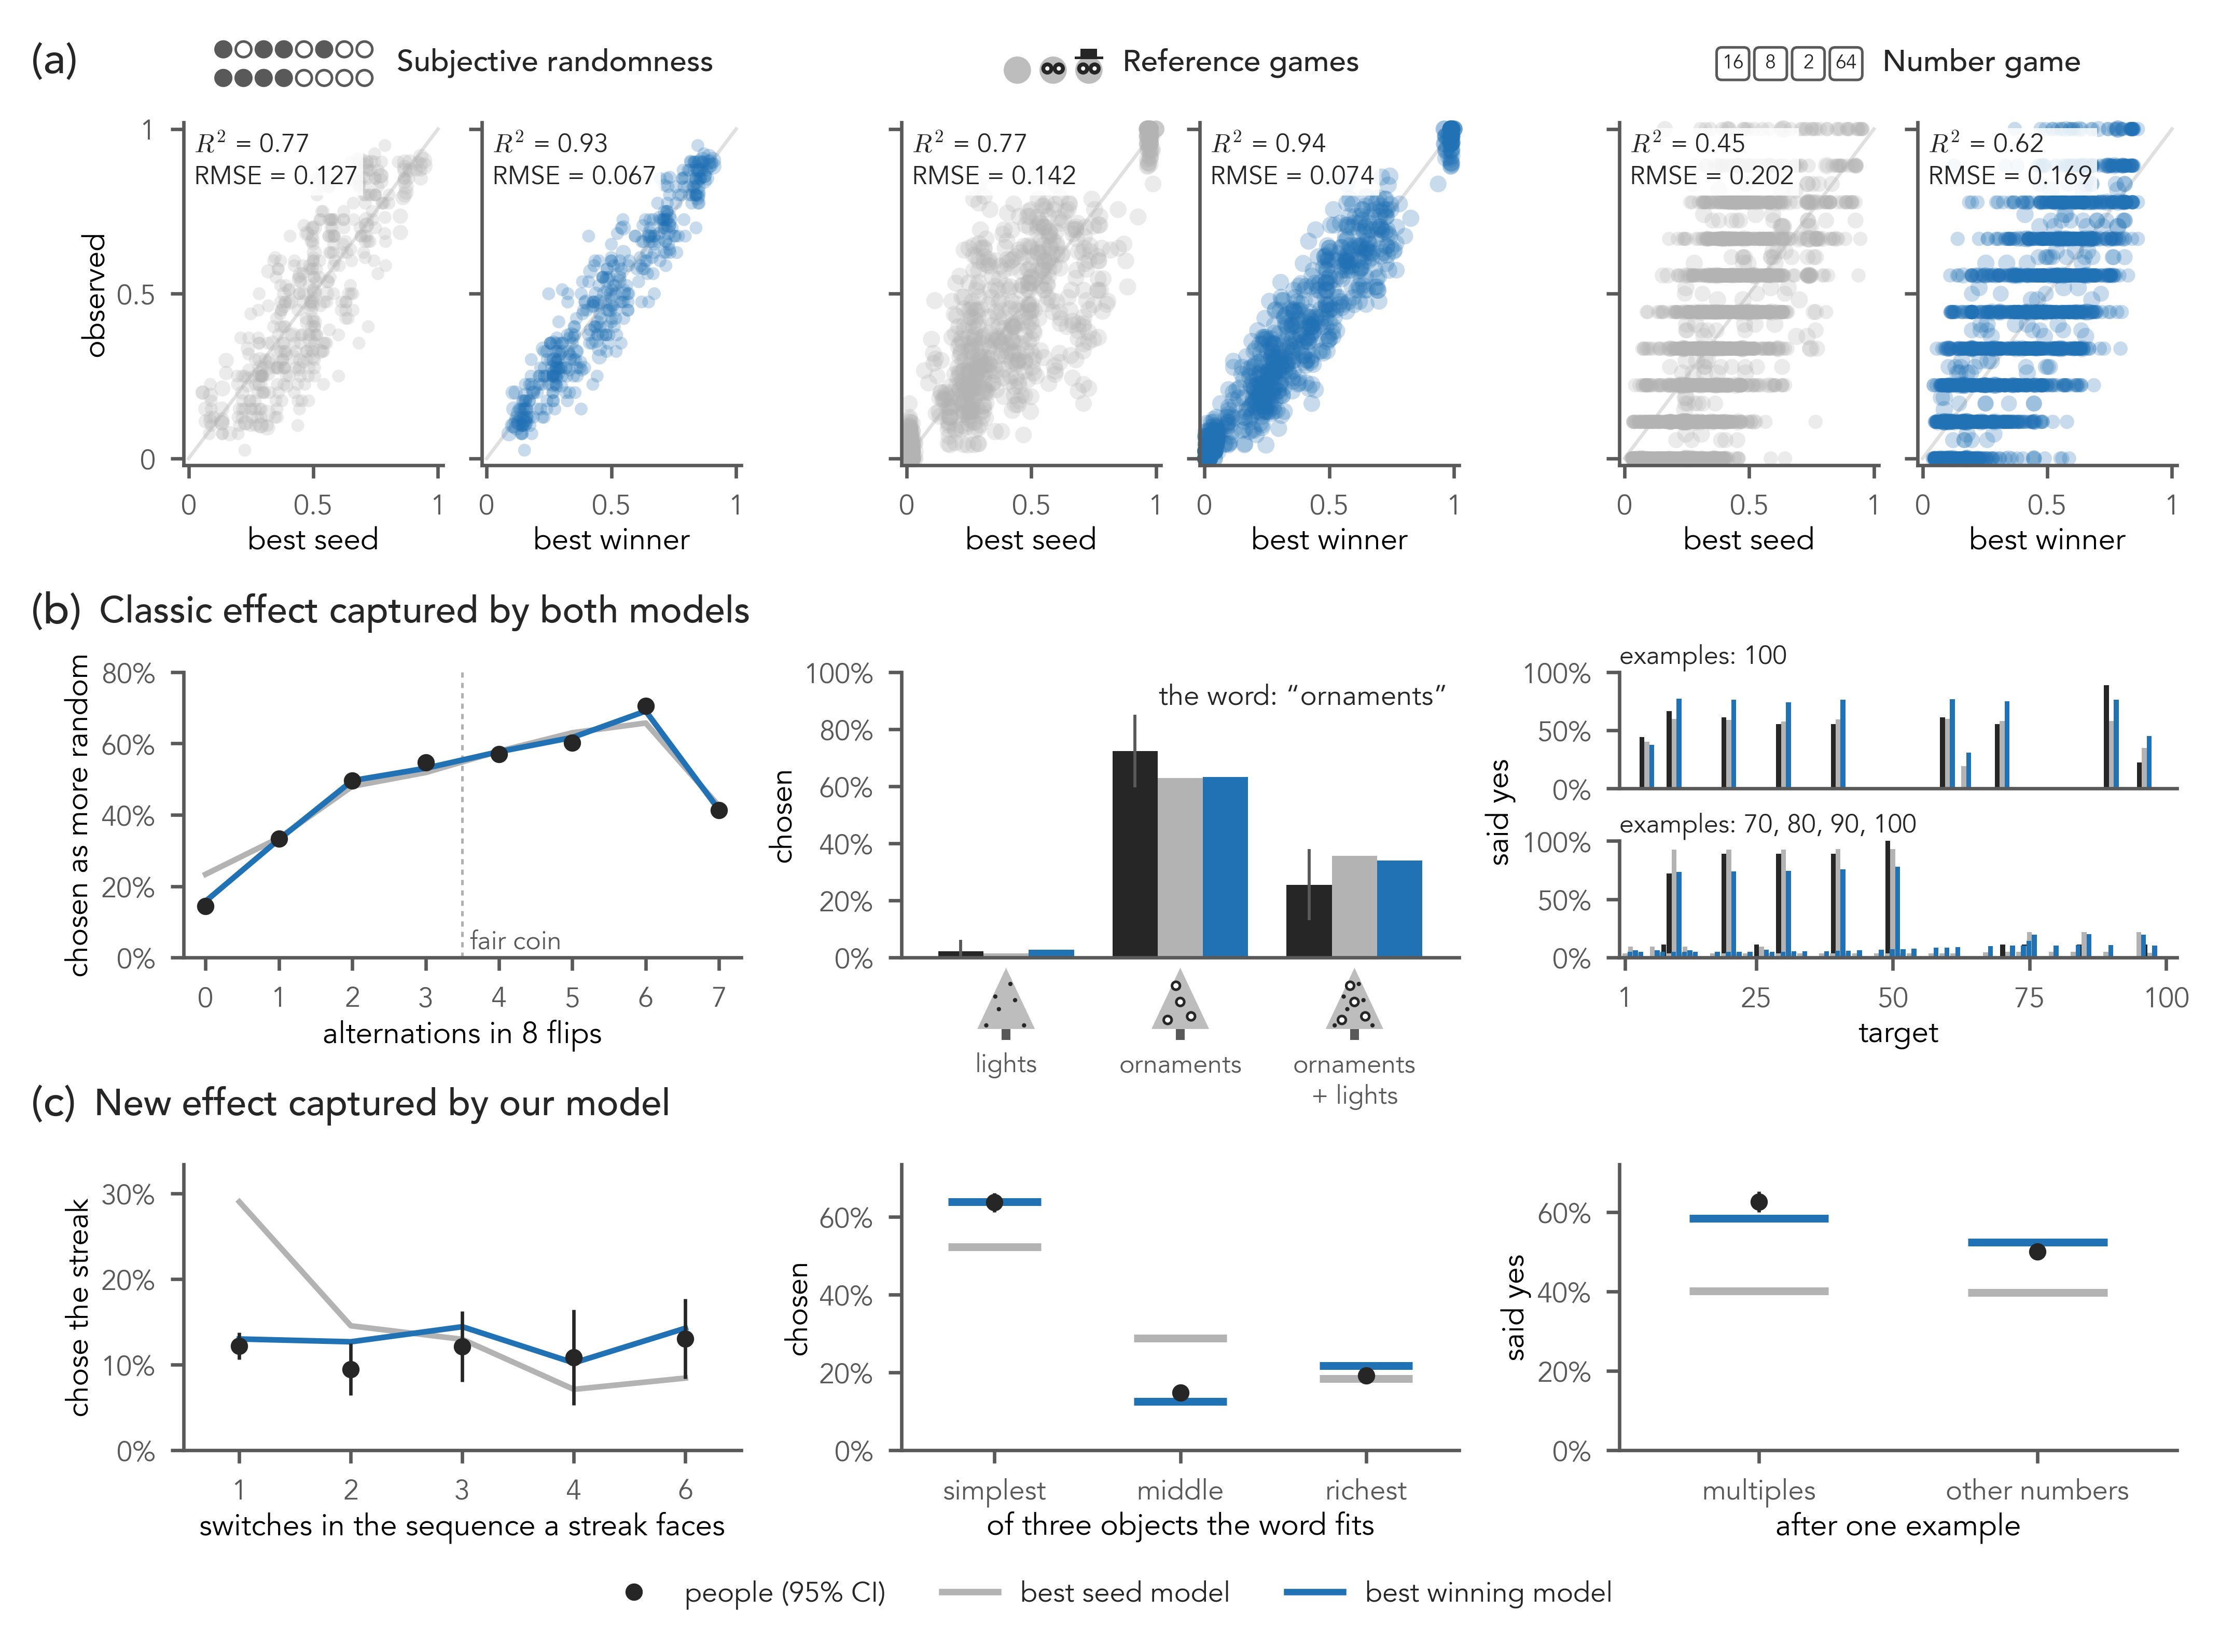 (a)
Subjective randomness
Reference games
16 8 2 64
Number game
R² = 0.77
RMSE = 0.127
R² = 0.93
RMSE = 0.067
R² = 0.77
RMSE = 0.142
R² = 0.94
RMSE = 0.074
R² = 0.45
RMSE = 0.202
R² = 0.62
RMSE = 0.169
observed
1
0.5
0
0 0.5 1
best seed
0 0.5 1
best winner
0 0.5 1
best seed
0 0.5 1
best winner
0 0.5 1
best seed
0 0.5 1
best winner
(b) Classic effect captured by both models
chosen as more random
80%
60%
40%
20%
0%
fair coin
0 1 2 3 4 5 6 7
alternations in 8 flips
chosen
100%
80%
60%
40%
20%
0%
the word: “ornaments”
lights
ornaments
ornaments
+ lights
said yes
examples: 100
100%
50%
0%
examples: 70, 80, 90, 100
100%
50%
0%
1 25 50 75 100
target
(c) New effect captured by our model
chose the streak
30%
20%
10%
0%
1 2 3 4 6
switches in the sequence a streak faces
chosen
60%
40%
20%
0%
simplest middle richest
of three objects the word fits
said yes
60%
40%
20%
0%
multiples other numbers
after one example
people (95% CI) best seed model best winning model